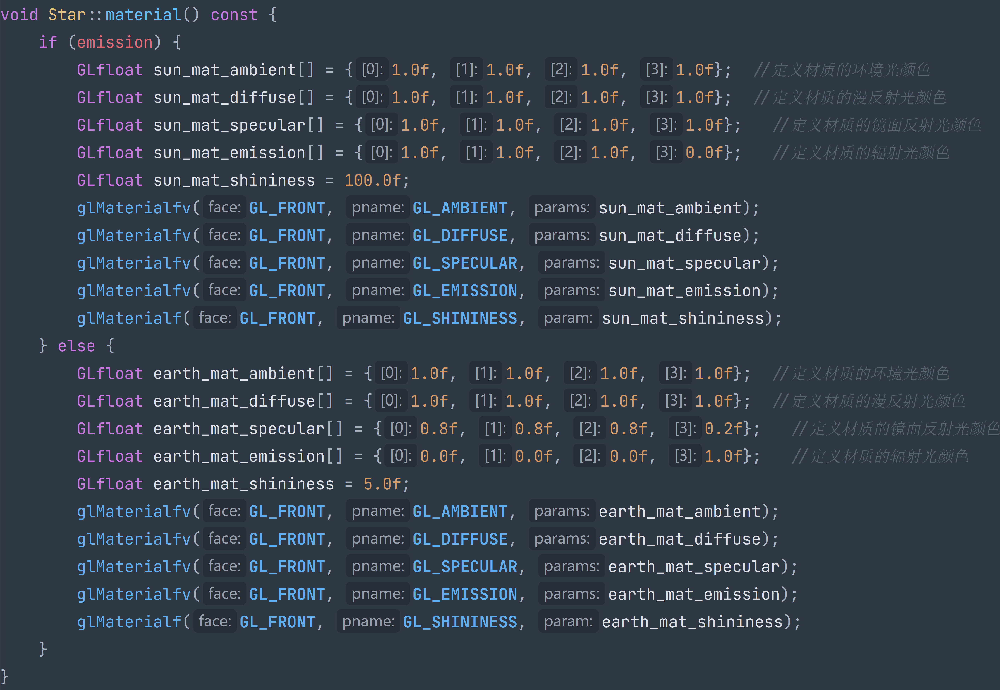 void Star::material() const {
    if (emission) {
        GLfloat sun_mat_ambient[] = {[0]: 1.0f, [1]: 1.0f, [2]: 1.0f, [3]: 1.0f};  //定义材质的环境光颜色
        GLfloat sun_mat_diffuse[] = {[0]: 1.0f, [1]: 1.0f, [2]: 1.0f, [3]: 1.0f};  //定义材质的漫反射光颜色
        GLfloat sun_mat_specular[] = {[0]: 1.0f, [1]: 1.0f, [2]: 1.0f, [3]: 1.0f};   //定义材质的镜面反射光颜色
        GLfloat sun_mat_emission[] = {[0]: 1.0f, [1]: 1.0f, [2]: 1.0f, [3]: 0.0f};   //定义材质的辐射光颜色
        GLfloat sun_mat_shininess = 100.0f;
        glMaterialfv(face: GL_FRONT, pname: GL_AMBIENT, params: sun_mat_ambient);
        glMaterialfv(face: GL_FRONT, pname: GL_DIFFUSE, params: sun_mat_diffuse);
        glMaterialfv(face: GL_FRONT, pname: GL_SPECULAR, params: sun_mat_specular);
        glMaterialfv(face: GL_FRONT, pname: GL_EMISSION, params: sun_mat_emission);
        glMaterialf(face: GL_FRONT, pname: GL_SHININESS, param: sun_mat_shininess);
    } else {
        GLfloat earth_mat_ambient[] = {[0]: 1.0f, [1]: 1.0f, [2]: 1.0f, [3]: 1.0f};  //定义材质的环境光颜色
        GLfloat earth_mat_diffuse[] = {[0]: 1.0f, [1]: 1.0f, [2]: 1.0f, [3]: 1.0f};  //定义材质的漫反射光颜色
        GLfloat earth_mat_specular[] = {[0]: 0.8f, [1]: 0.8f, [2]: 0.8f, [3]: 0.2f};   //定义材质的镜面反射光颜色
        GLfloat earth_mat_emission[] = {[0]: 0.0f, [1]: 0.0f, [2]: 0.0f, [3]: 1.0f};   //定义材质的辐射光颜色
        GLfloat earth_mat_shininess = 5.0f;
        glMaterialfv(face: GL_FRONT, pname: GL_AMBIENT, params: earth_mat_ambient);
        glMaterialfv(face: GL_FRONT, pname: GL_DIFFUSE, params: earth_mat_diffuse);
        glMaterialfv(face: GL_FRONT, pname: GL_SPECULAR, params: earth_mat_specular);
        glMaterialfv(face: GL_FRONT, pname: GL_EMISSION, params: earth_mat_emission);
        glMaterialf(face: GL_FRONT, pname: GL_SHININESS, param: earth_mat_shininess);
    }
}